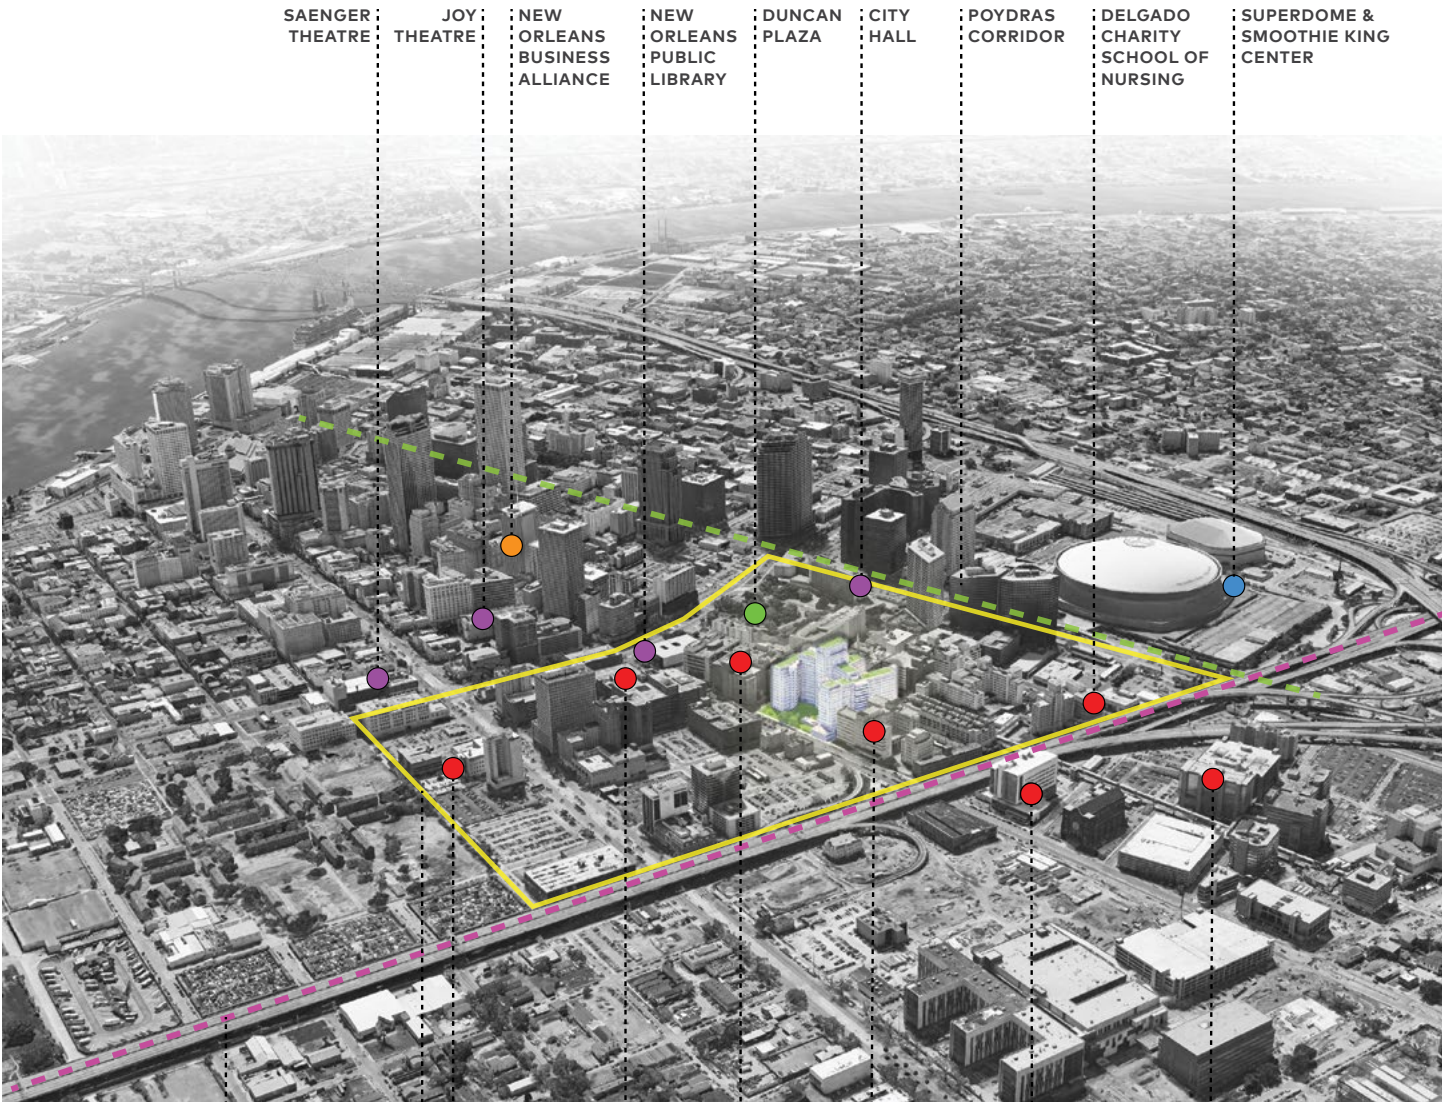 SAENGER
THEATRE
JOY
THEATRE
NEW
ORLEANS
BUSINESS
ALLIANCE
NEW
ORLEANS
PUBLIC
LIBRARY
DUNCAN
PLAZA
CITY
HALL
POYDRAS
CORRIDOR
DELGADO
CHARITY
SCHOOL OF
NURSING
SUPERDOME &
SMOOTHIE KING
CENTER